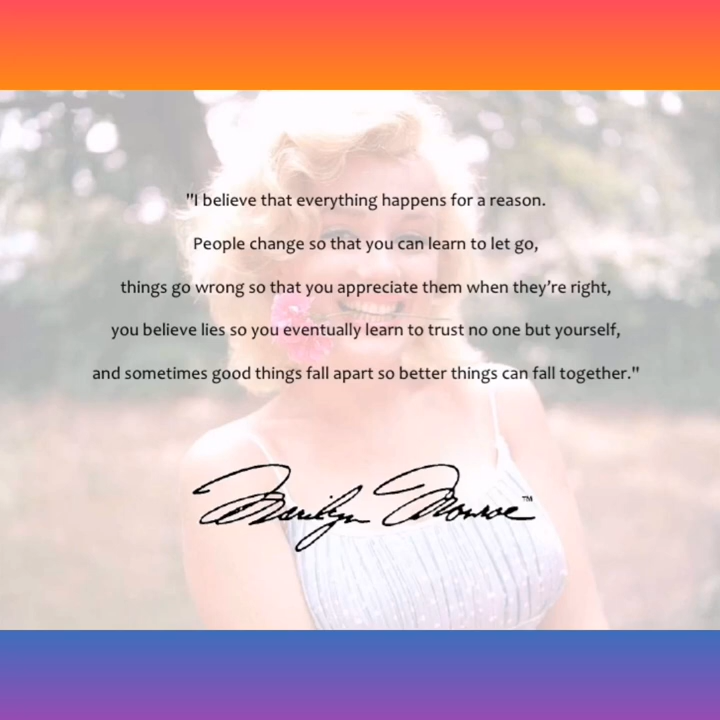 "I believe that everything happens for a reason.
People change so that you can learn to let go,
things go wrong so that you appreciate them when they’re right,
you believe lies so you eventually learn to trust no one but yourself,
and sometimes good things fall apart so better things can fall together."
Marilyn Monroe™